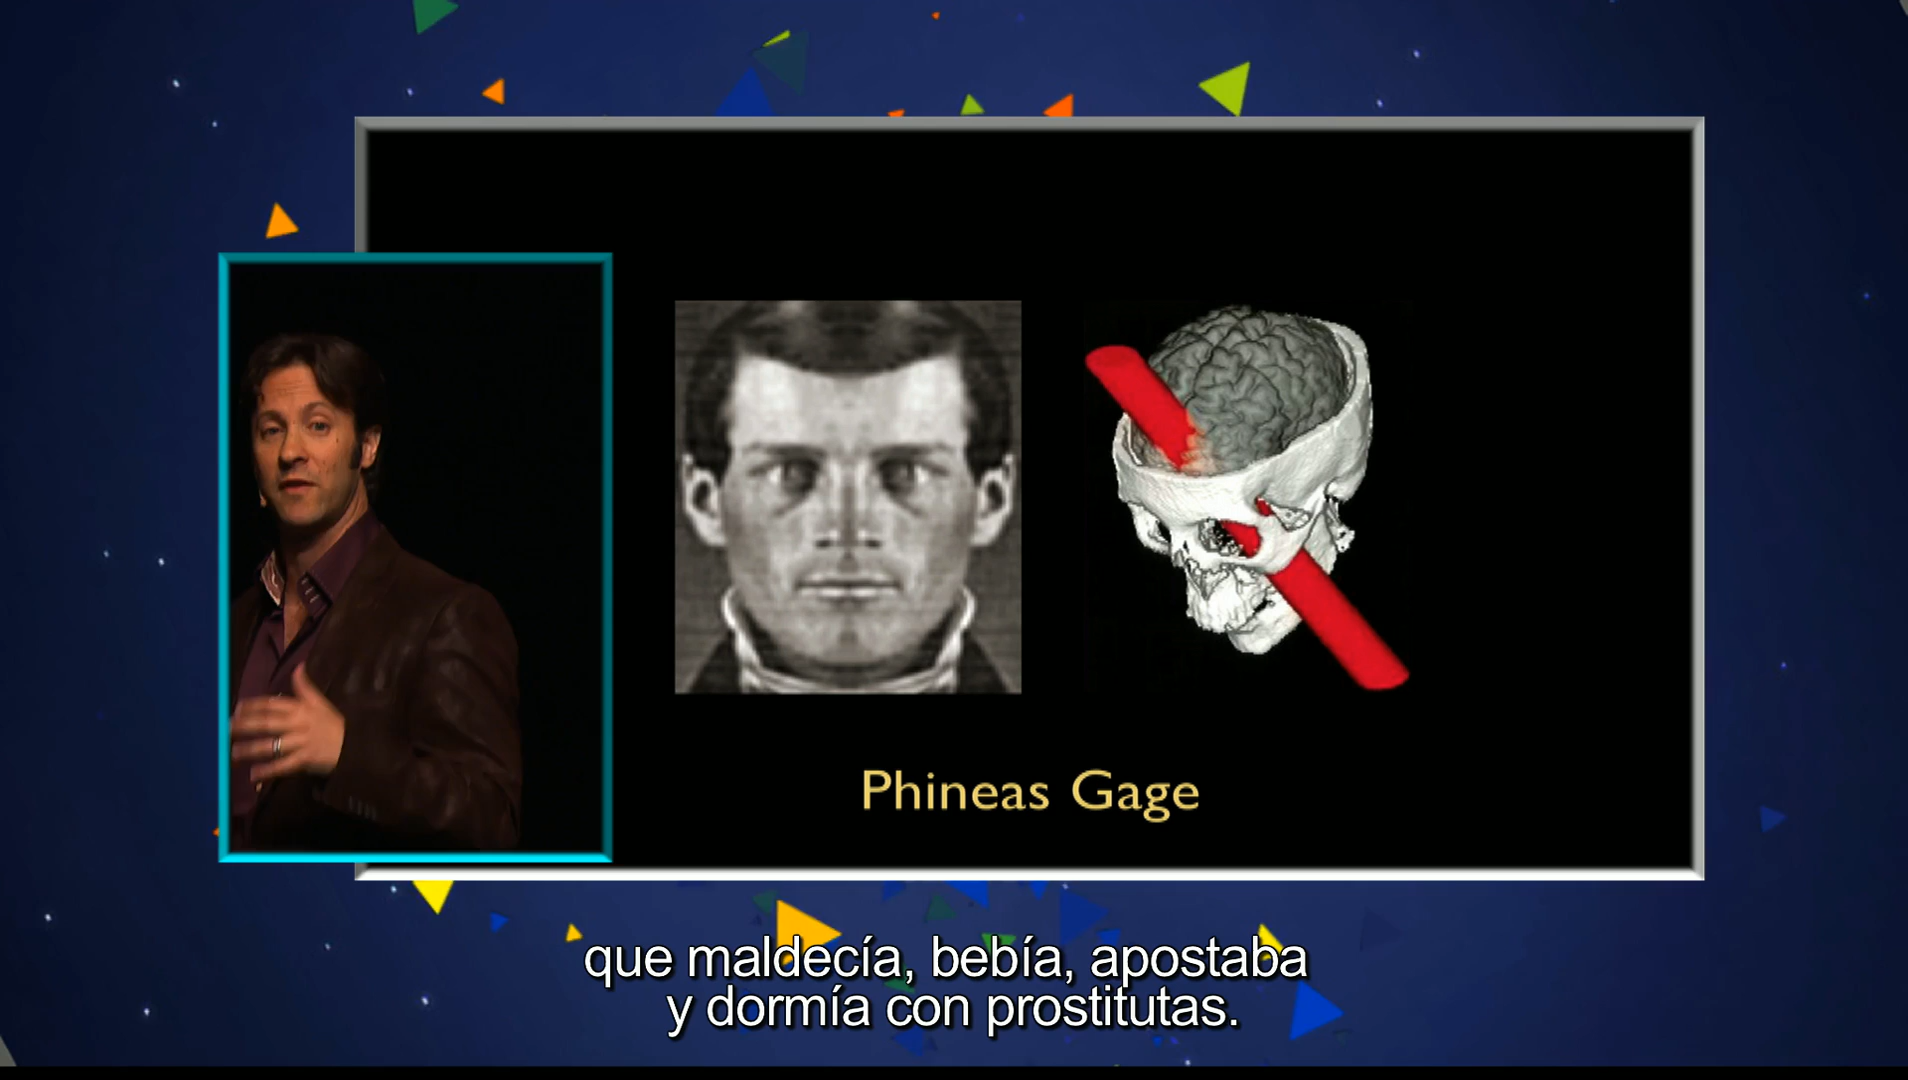 Phineas Gage
que maldecía, bebía, apostaba
y dormía con prostitutas.